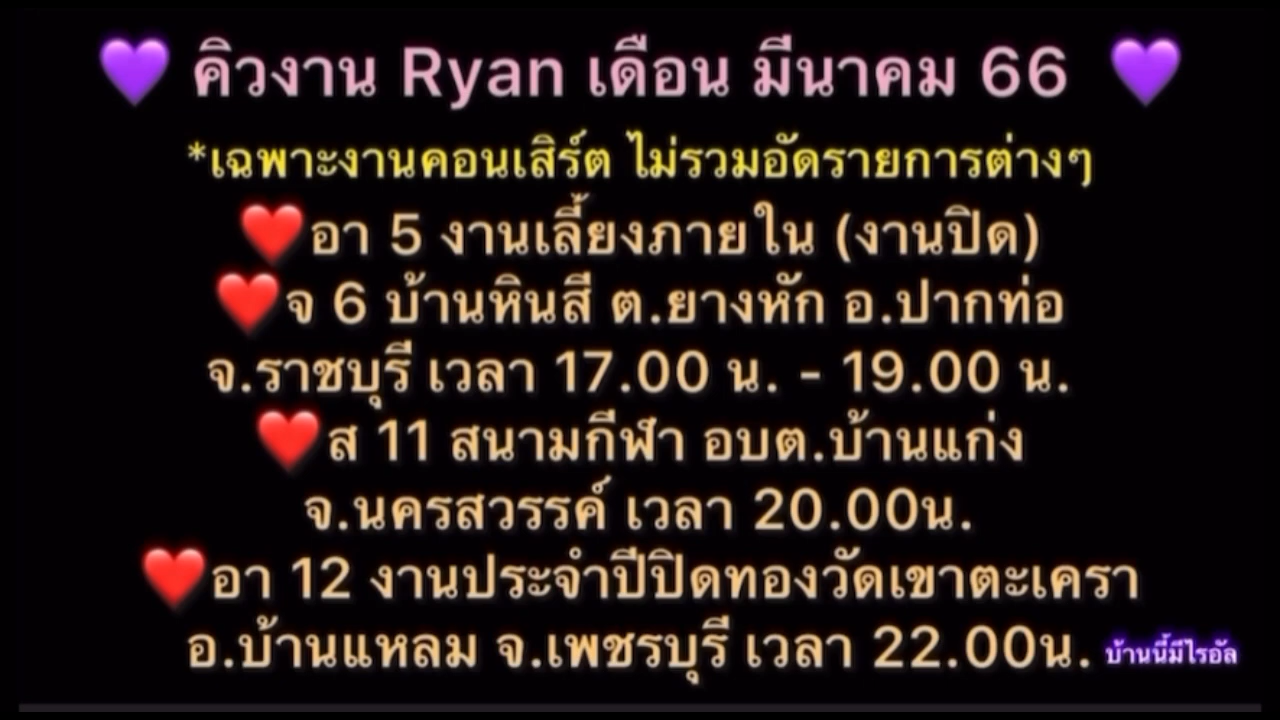 💜 คิวงาน Ryan เดือน มีนาคม 66 💜
*เฉพาะงานคอนเสิร์ต ไม่รวมอัดรายการต่างๆ
❤️อา 5 งานเลี้ยงภายใน (งานปิด)
❤️จ 6 บ้านหินสี ต.ยางหัก อ.ปากท่อ
จ.ราชบุรี เวลา 17.00 น. - 19.00 น.
❤️ส 11 สนามกีฬา อบต.บ้านแก่ง
จ.นครสวรรค์ เวลา 20.00น.
❤️อา 12 งานประจำปีปิดทองวัดเขาตะเครา
อ.บ้านแหลม จ.เพชรบุรี เวลา 22.00น.
บ้านนี้มีไรอัล